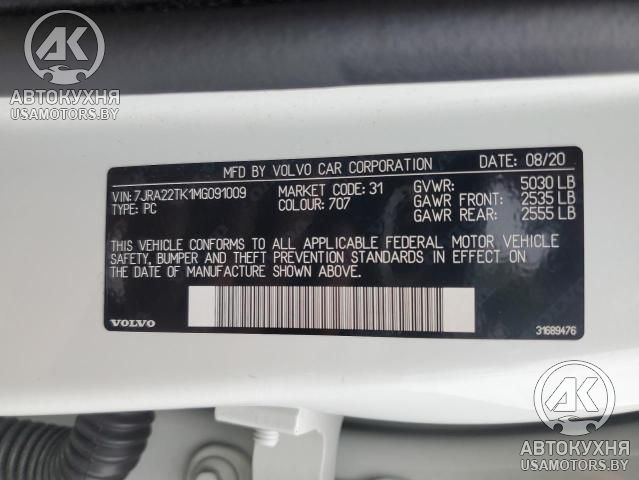 AK
АВТОКУХНЯ
USAMOTORS.BY
MFD BY VOLVO CAR CORPORATION DATE: 08/20
VIN: 7JRA22TK1MG091009 MARKET CODE: 31 GVWR: 5030 LB
TYPE: PC COLOUR: 707 GAWR FRONT: 2535 LB
GAWR REAR: 2555 LB
THIS VEHICLE CONFORMS TO ALL APPLICABLE FEDERAL MOTOR VEHICLE
SAFETY, BUMPER AND THEFT PREVENTION STANDARDS IN EFFECT ON
THE DATE OF MANUFACTURE SHOWN ABOVE.
VOLVO 31689476
AK
АВТОКУХНЯ
USAMOTORS.BY